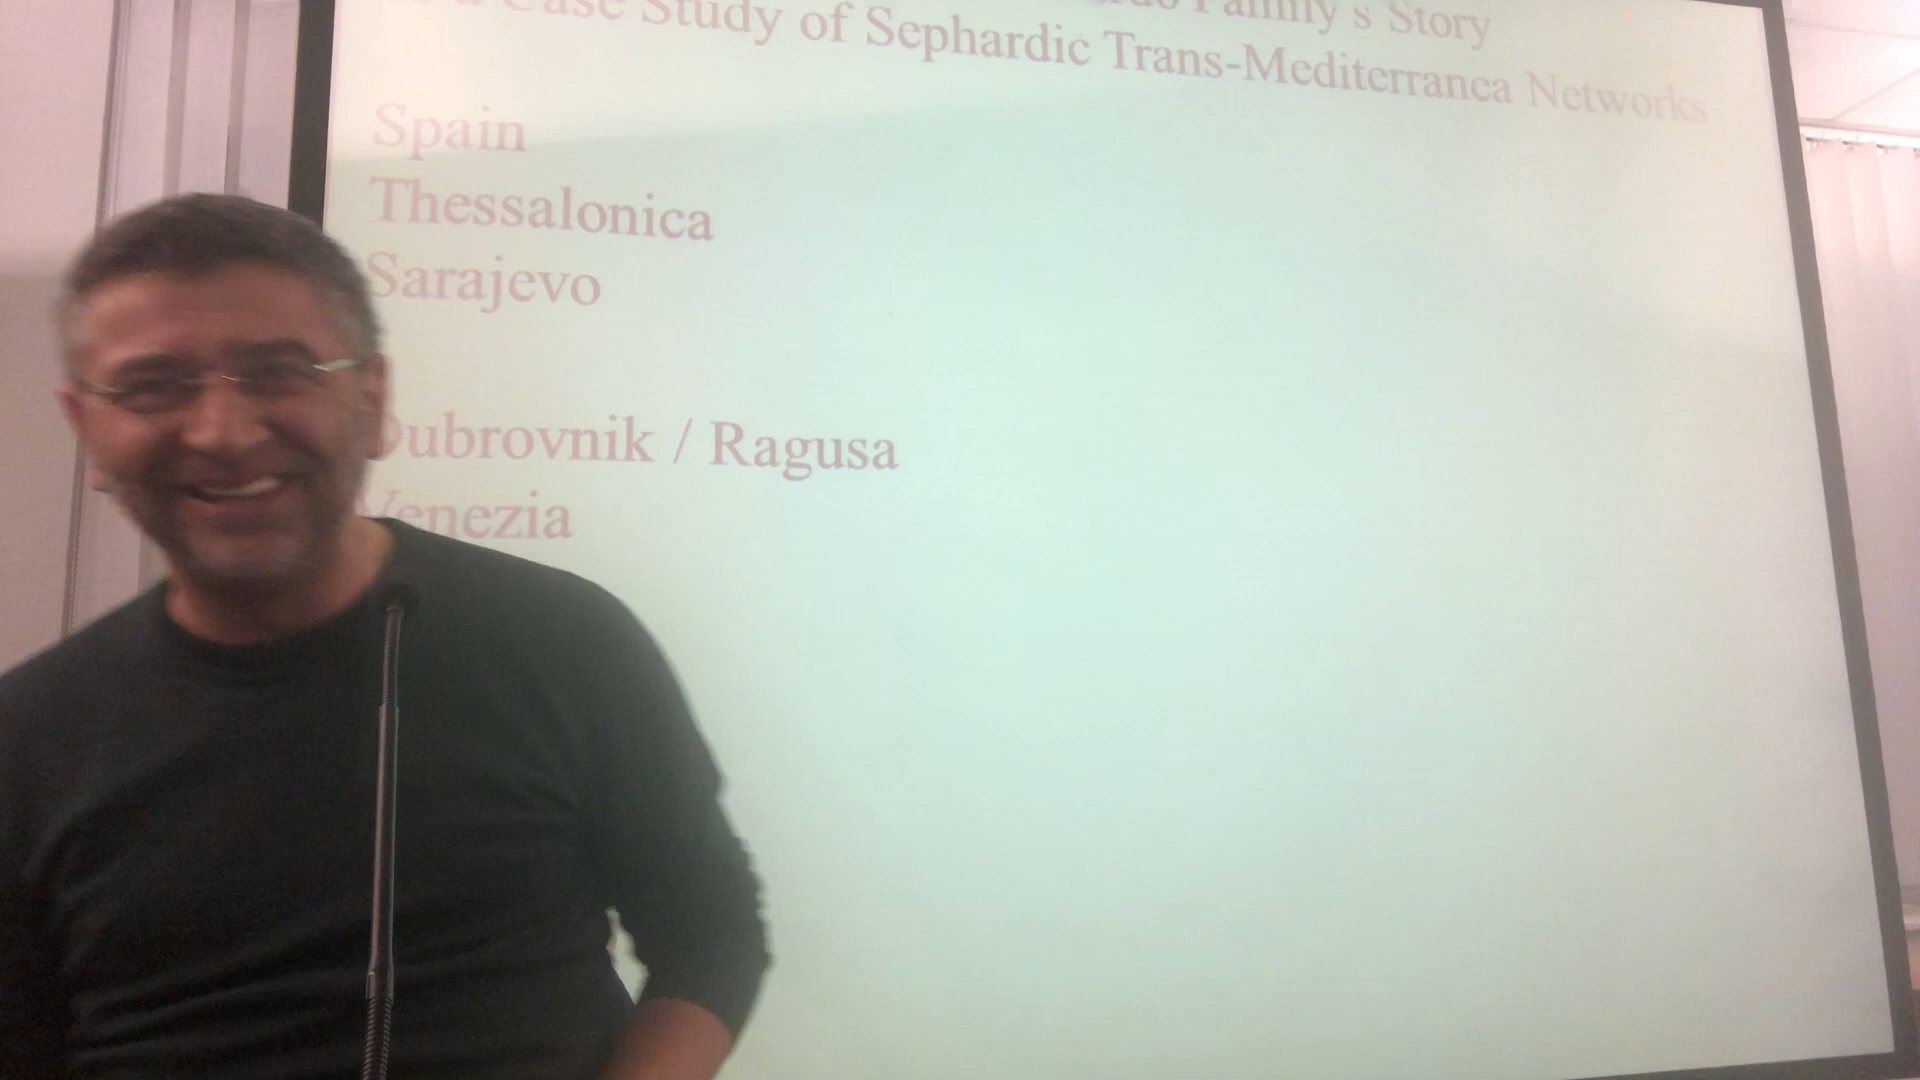 Family's Story
Case Study of Sephardic Trans-Mediterranea Networks
Spain
Thessalonica
Sarajevo
Dubrovnik / Ragusa
Venezia